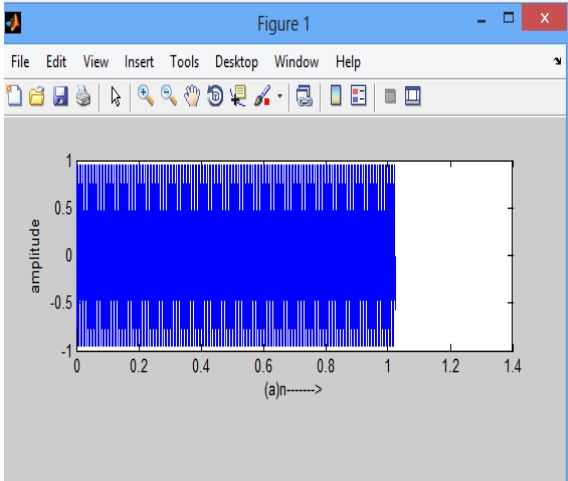 Figure 1
File Edit View Insert Tools Desktop Window Help
1
0.5
0
-0.5
-1
amplitude
0 0.2 0.4 0.6 0.8 1 1.2 1.4
(a)n------->